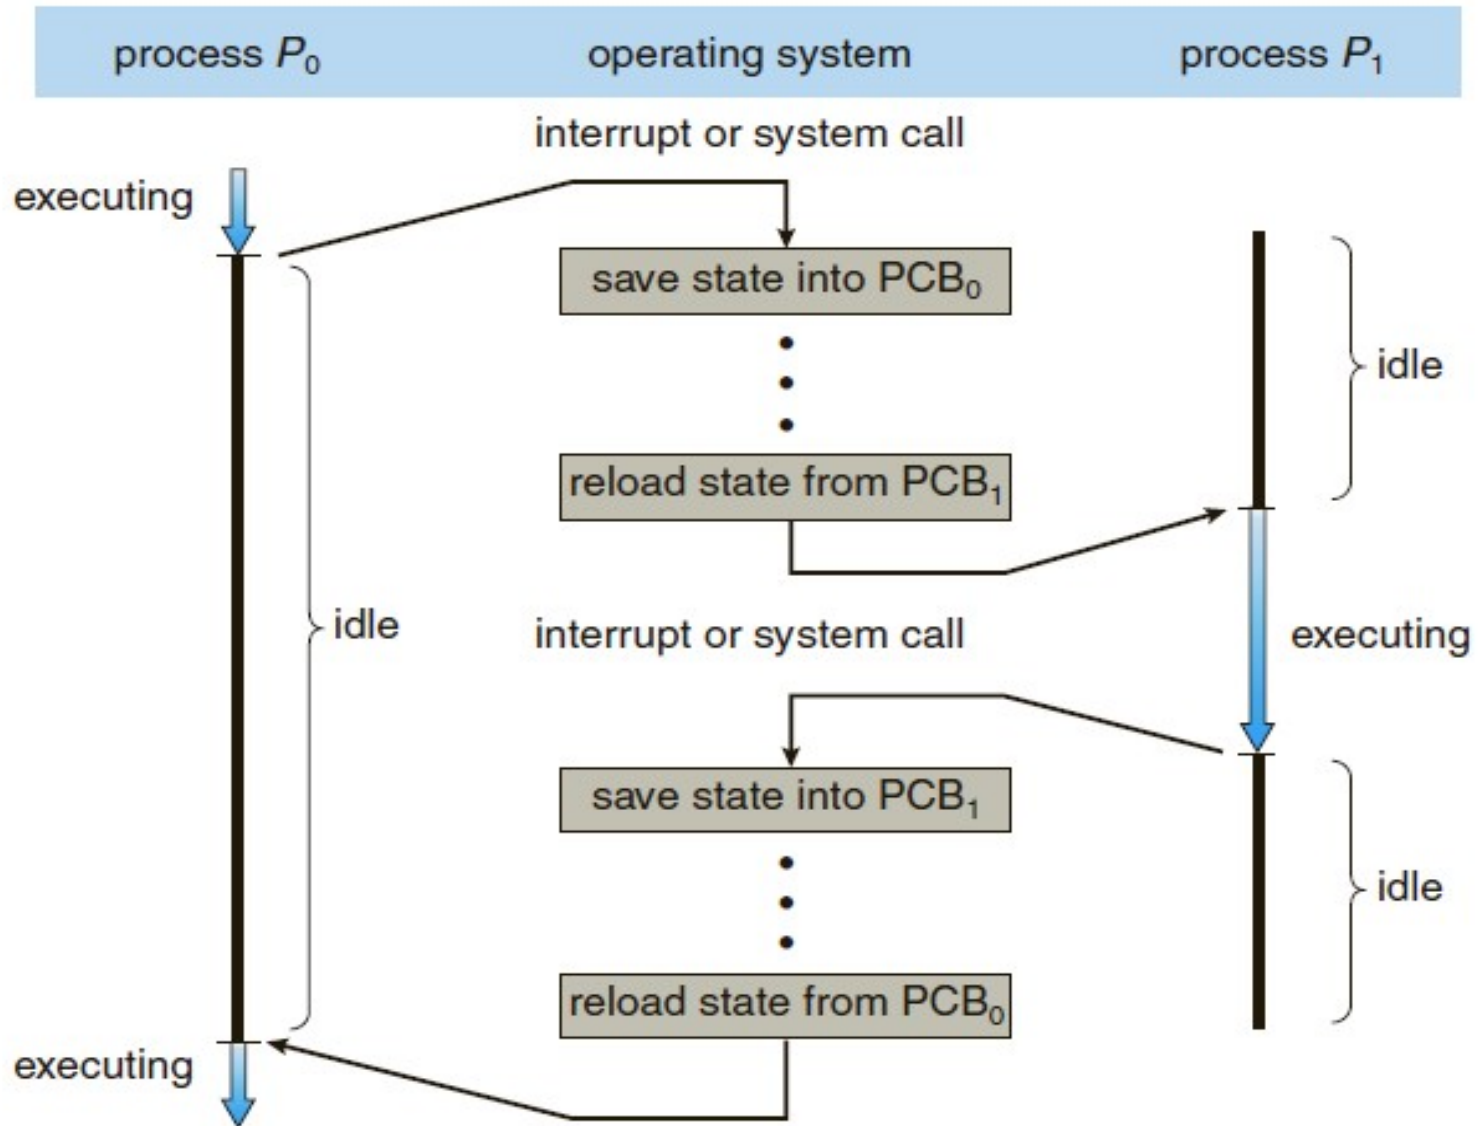 process P₀ operating system process P₁
interrupt or system call
executing
save state into PCB₀
idle
reload state from PCB₁
idle
interrupt or system call
executing
save state into PCB₁
idle
reload state from PCB₀
executing